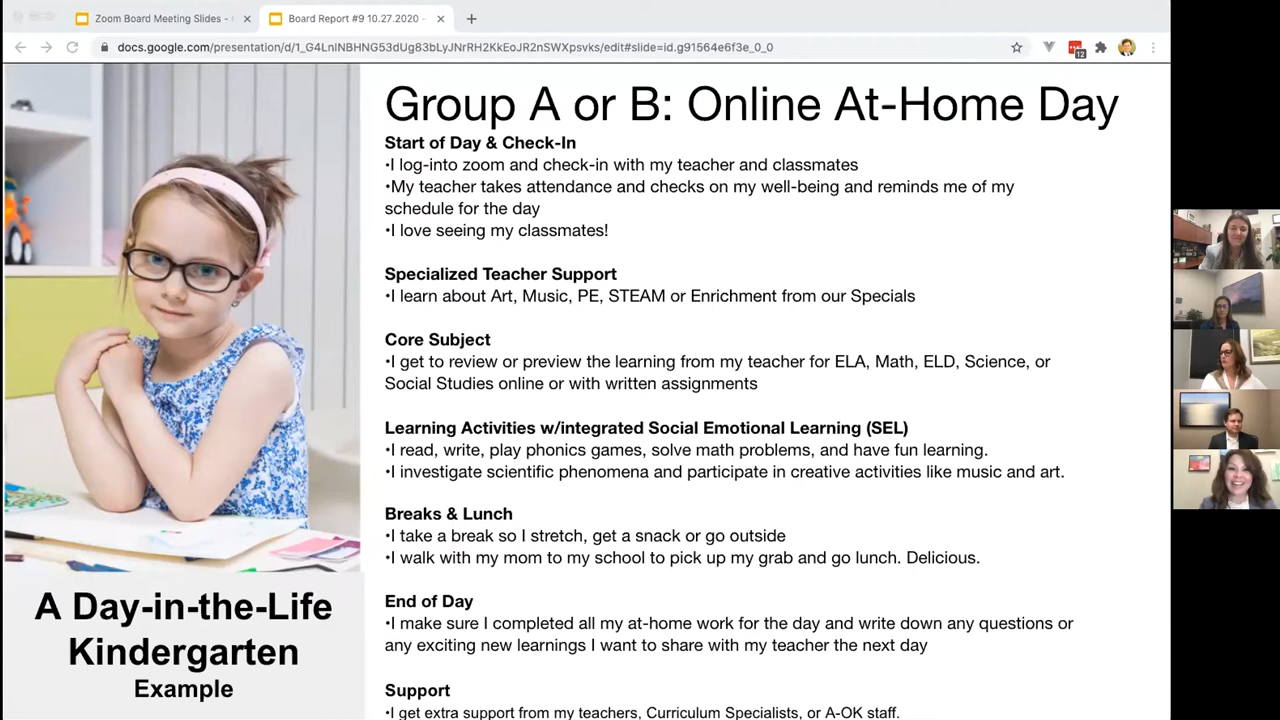 Zoom Board Meeting Slides -
Board Report #9 10.27.2020 -
docs.google.com/presentation/d/1_G4LnINBHNG53dUg83bLyJNrRH2KkEoJR2nSWXpsvks/edit#slide=id.g91564e6f3e_0_0
12
Group A or B: Online At-Home Day
Start of Day & Check-In
•I log-into zoom and check-in with my teacher and classmates
•My teacher takes attendance and checks on my well-being and reminds me of my
schedule for the day
•I love seeing my classmates!
Specialized Teacher Support
•I learn about Art, Music, PE, STEAM or Enrichment from our Specials
Core Subject
•I get to review or preview the learning from my teacher for ELA, Math, ELD, Science, or
Social Studies online or with written assignments
Learning Activities w/integrated Social Emotional Learning (SEL)
•I read, write, play phonics games, solve math problems, and have fun learning.
•I investigate scientific phenomena and participate in creative activities like music and art.
Breaks & Lunch
•I take a break so I stretch, get a snack or go outside
•I walk with my mom to my school to pick up my grab and go lunch. Delicious.
End of Day
•I make sure I completed all my at-home work for the day and write down any questions or
any exciting new learnings I want to share with my teacher the next day
Support
•I get extra support from my teachers, Curriculum Specialists, or A-OK staff.
A Day-in-the-Life
Kindergarten
Example